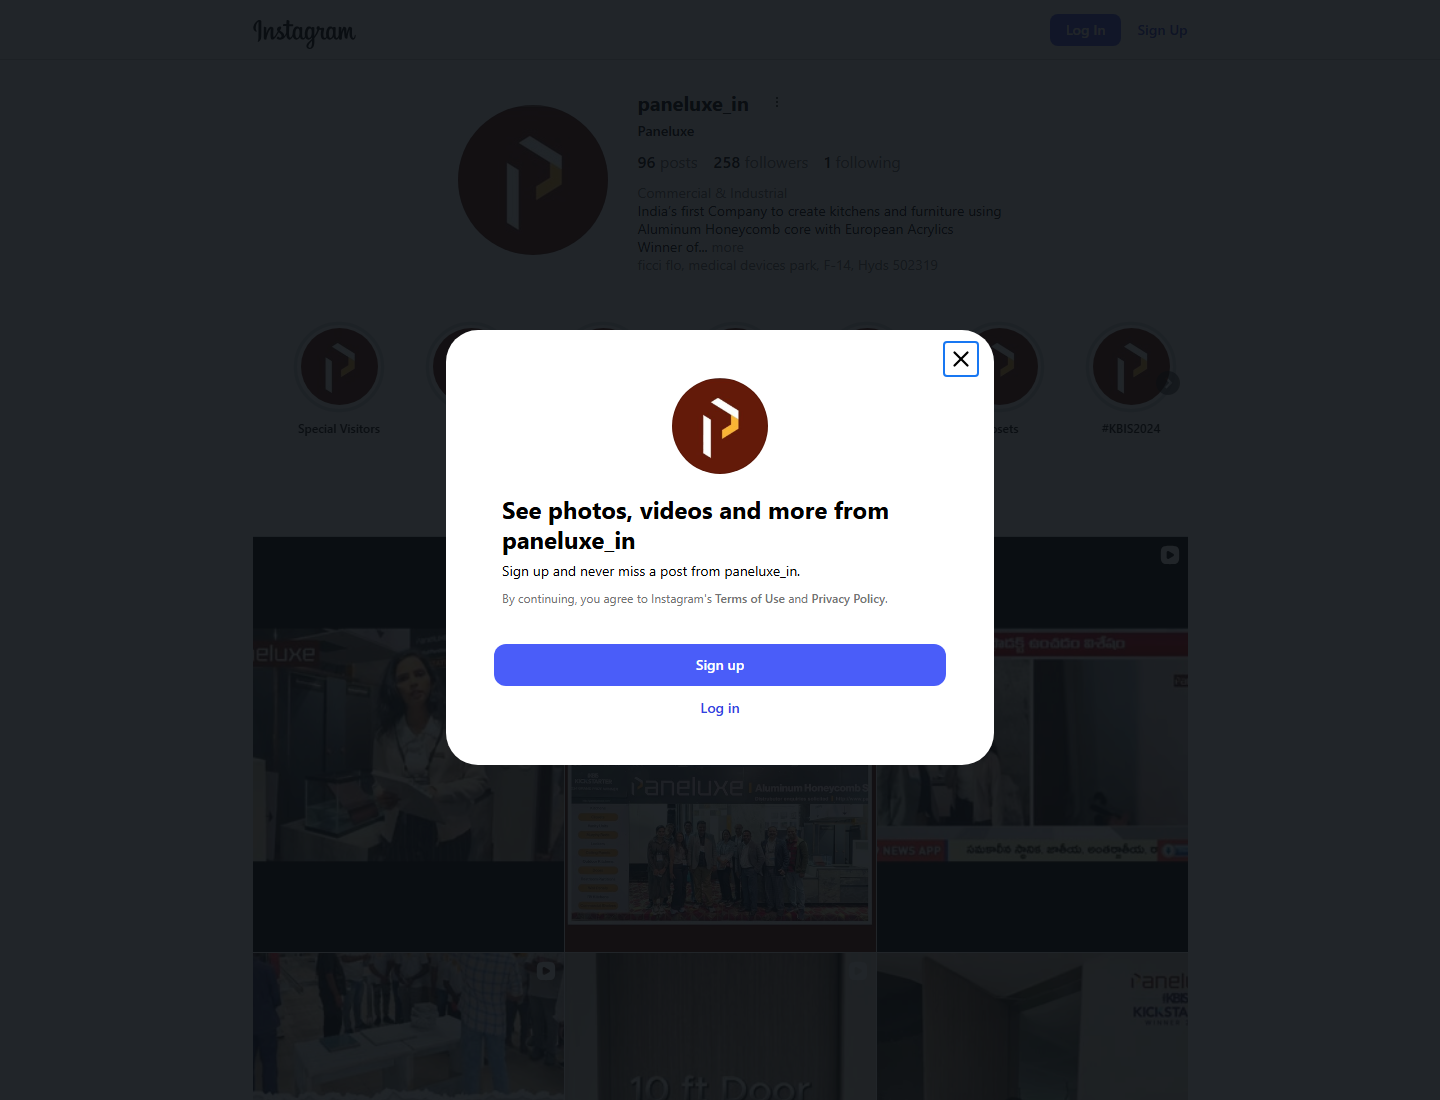 Instagram
Log In
Sign Up
paneluxe_in
Paneluxe
96 posts 258 followers 1 following
Commercial & Industrial
India's first Company to create kitchens and furniture using
Aluminum Honeycomb core with European Acrylics
Winner of... more
ficci flo, medical devices park, F-14, Hyds 502319
Special Visitors
#KBIS2024
See photos, videos and more from
paneluxe_in
Sign up and never miss a post from paneluxe_in.
By continuing, you agree to Instagram's Terms of Use and Privacy Policy.
Sign up
Log in
Paneluxe | Aluminum Honeycomb
NEWS APP
సమకాలీన స్థానిక, జాతీయ, అంతర్జాతీయ,
10 ft Door